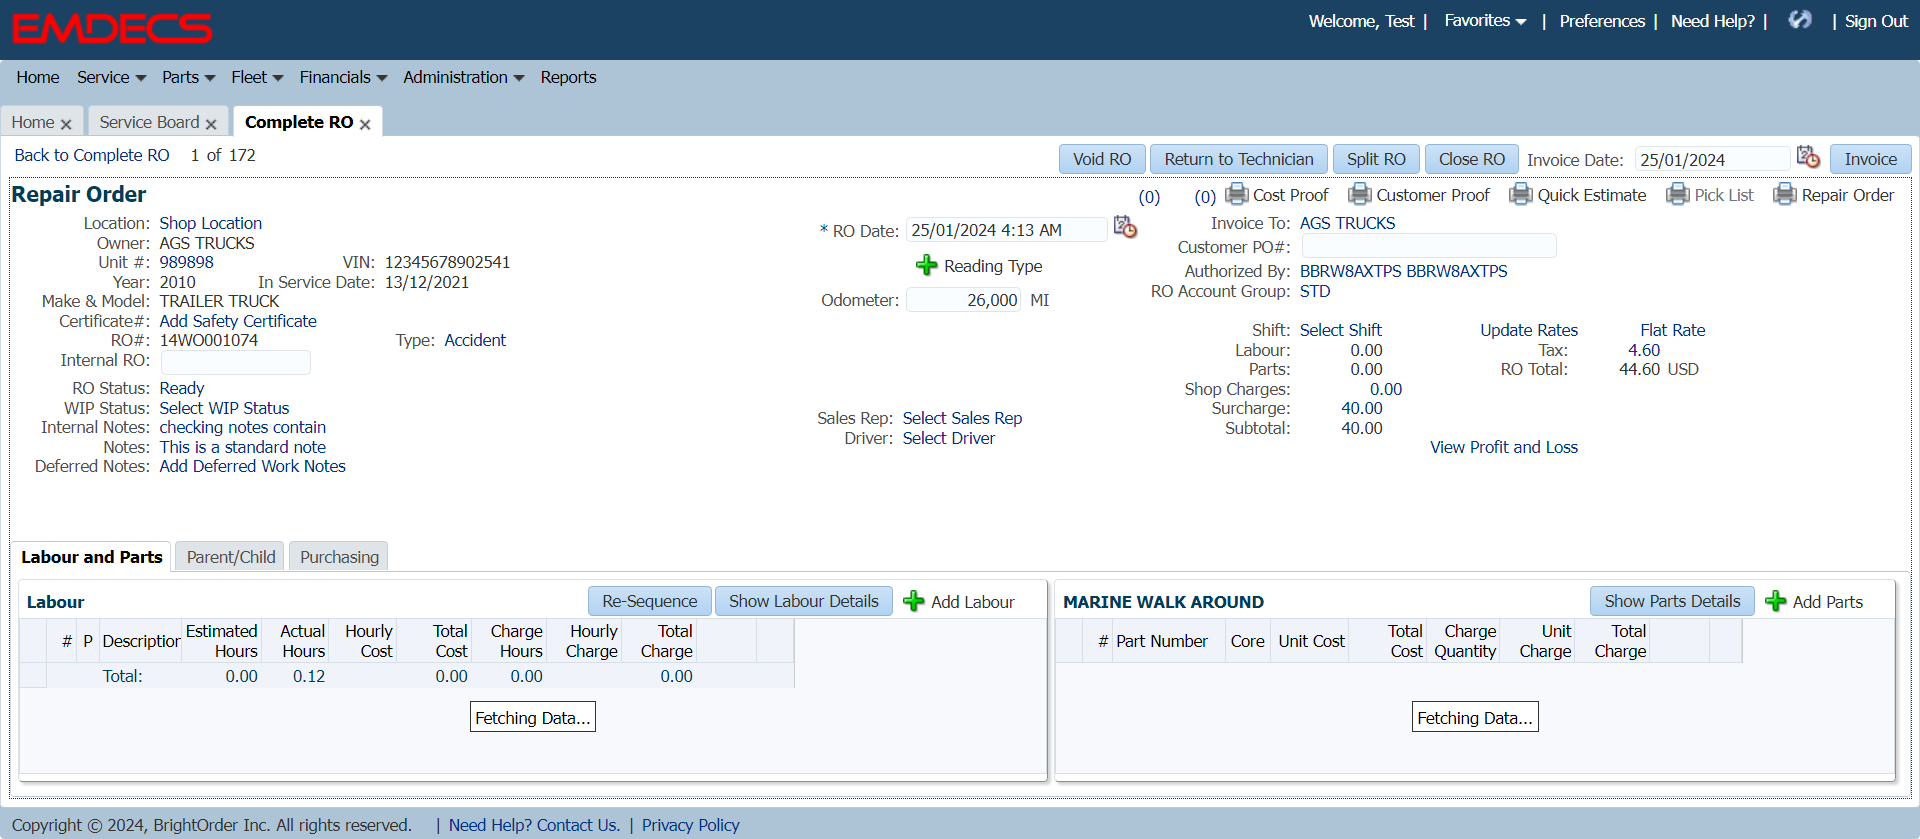 EMDECS
Welcome, Test | Favorites | Preferences | Need Help? | | Sign Out
Home Service Parts Fleet Financials Administration Reports
Home Service Board Complete RO
Back to Complete RO 1 of 172 Void RO Return to Technician Split RO Close RO Invoice Date: 25/01/2024 Invoice
Repair Order (0) (0) Cost Proof Customer Proof Quick Estimate Pick List Repair Order
Location: Shop Location
Owner: AGS TRUCKS
Unit #: 989898 VIN: 12345678902541
Year: 2010 In Service Date: 13/12/2021
Make & Model: TRAILER TRUCK
Certificate#: Add Safety Certificate
RO#: 14WO001074 Type: Accident
Internal RO:
RO Status: Ready
WIP Status: Select WIP Status
Internal Notes: checking notes contain
Notes: This is a standard note
Deferred Notes: Add Deferred Work Notes
* RO Date: 25/01/2024 4:13 AM
Reading Type
Odometer: 26,000 MI
Sales Rep: Select Sales Rep
Driver: Select Driver
Invoice To: AGS TRUCKS
Customer PO#:
Authorized By: BBRW8AXTPS BBRW8AXTPS
RO Account Group: STD
Shift: Select Shift Update Rates Flat Rate
Labour: 0.00 Tax: 4.60
Parts: 0.00 RO Total: 44.60 USD
Shop Charges: 0.00
Surcharge: 40.00
Subtotal: 40.00
View Profit and Loss
Labour and Parts Parent/Child Purchasing
Labour Re-Sequence Show Labour Details Add Labour
# P Description Estimated Hours Actual Hours Hourly Cost Total Cost Charge Hours Hourly Charge Total Charge
Total: 0.00 0.12 0.00 0.00 0.00
Fetching Data...
MARINE WALK AROUND Show Parts Details Add Parts
# Part Number Core Unit Cost Total Cost Charge Quantity Unit Charge Total Charge
Fetching Data...
Copyright © 2024, BrightOrder Inc. All rights reserved. | Need Help? Contact Us. | Privacy Policy